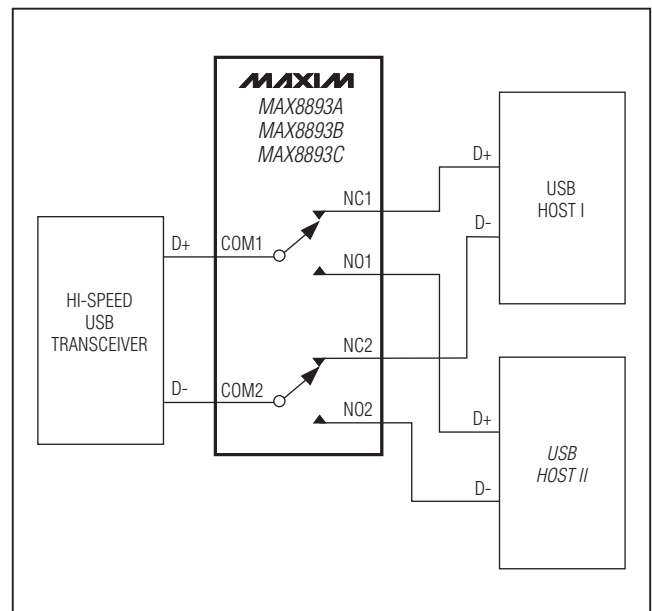 MAXIM
MAX8893A
MAX8893B
MAX8893C
HI-SPEED
USB
TRANSCEIVER
D+
D-
COM1
COM2
NC1
NO1
NC2
NO2
D+
D-
USB
HOST I
D+
D-
USB
HOST II